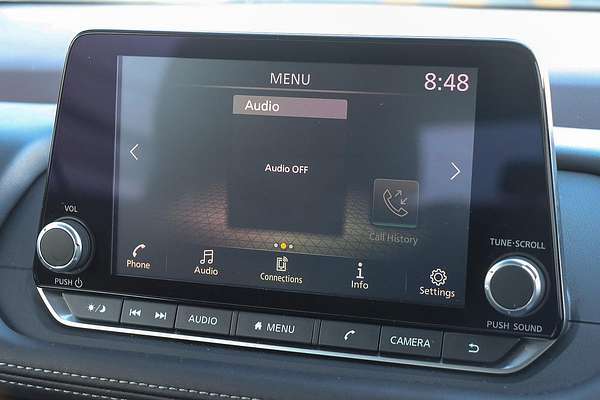 MENU
8:48
Audio
Audio OFF
Call History
VOL
PUSH
TUNE·SCROLL
PUSH SOUND
Phone
Audio
Connections
Info
Settings
AUDIO
MENU
CAMERA